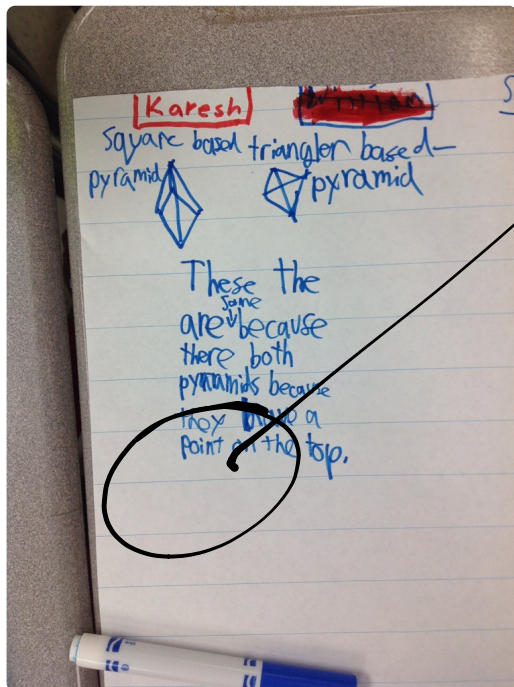 Karesh
S
Square based triangler based-
pyramid pyramid
These the
same
are because
there both
pyramids because
they have a
point on the top.